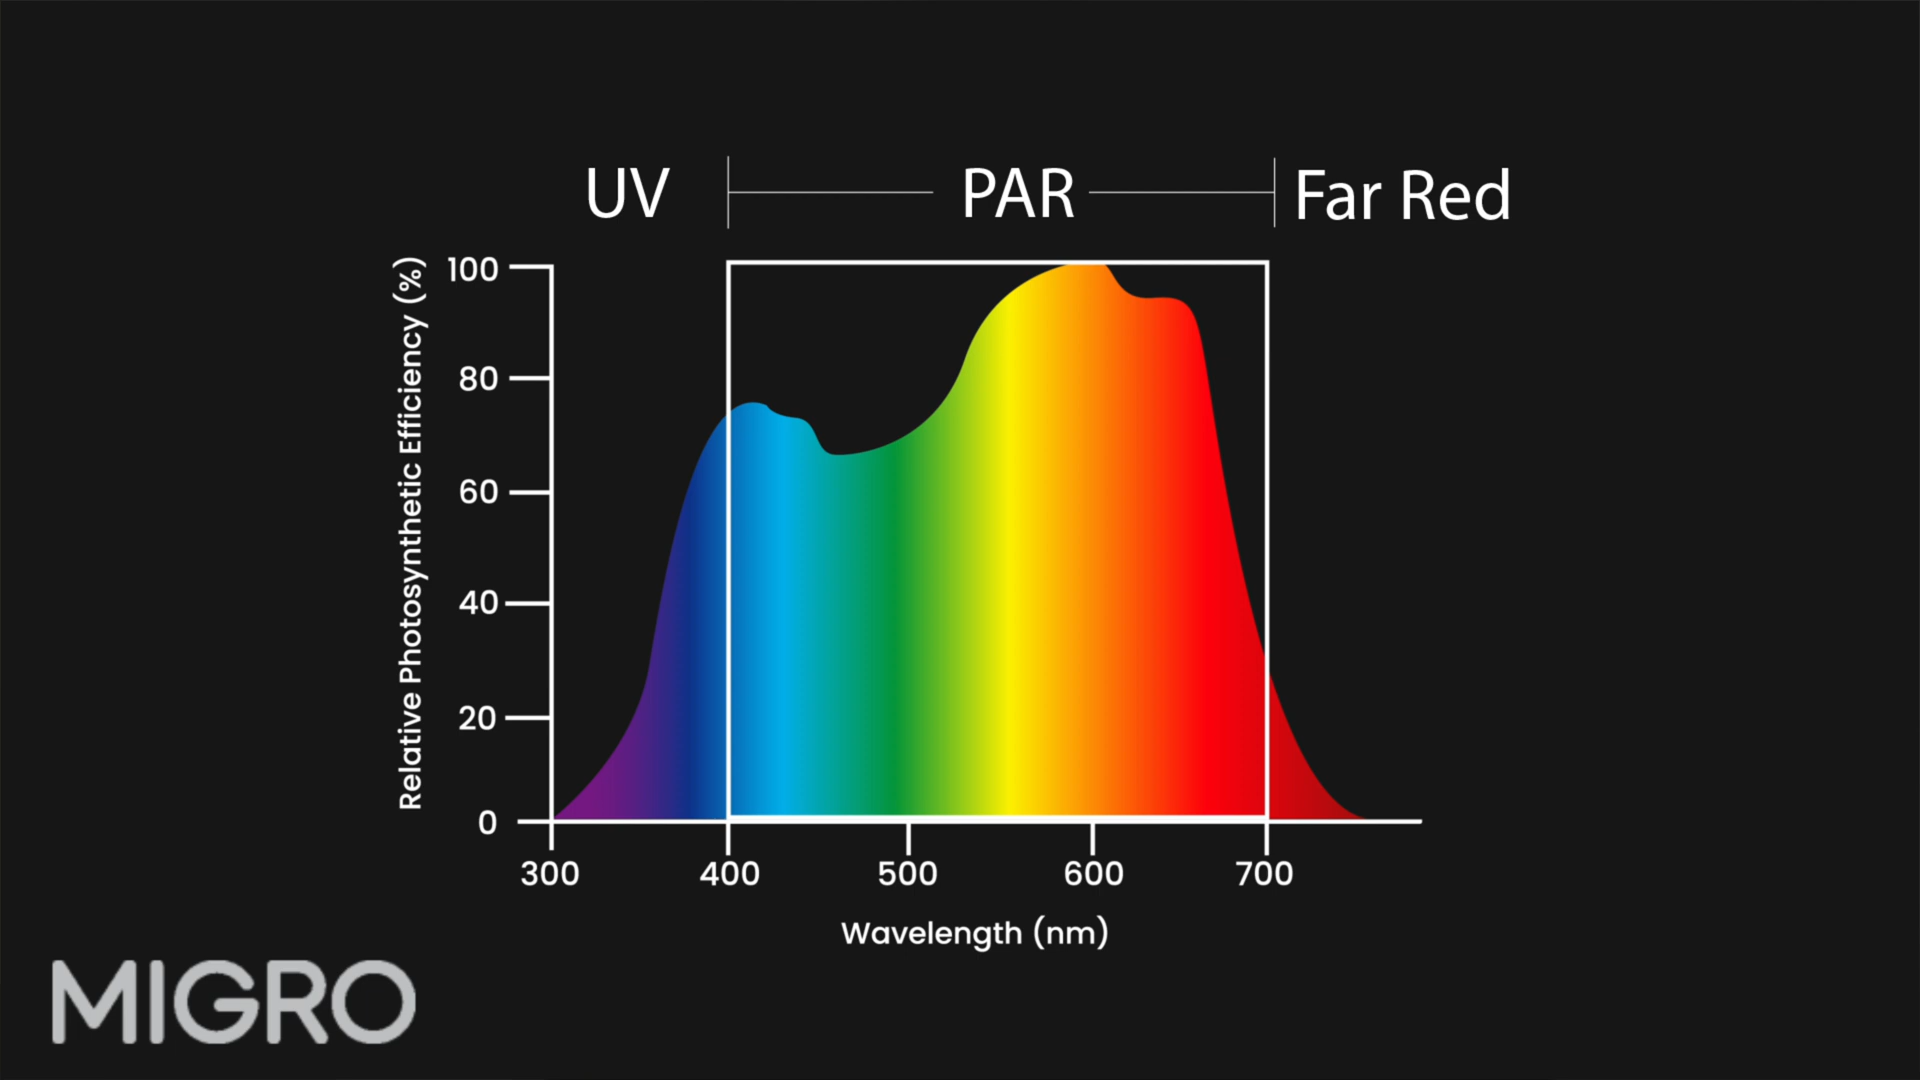 UV
PAR
Far Red
Relative Photosynthetic Efficiency (%)
100
80
60
40
20
0
300
400
500
600
700
Wavelength (nm)
MIGRO